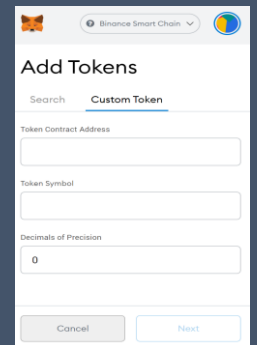 Binance Smart Chain
Add Tokens
Search Custom Token
Token Contract Address
Token Symbol
Decimals of Precision
0
Cancel Next